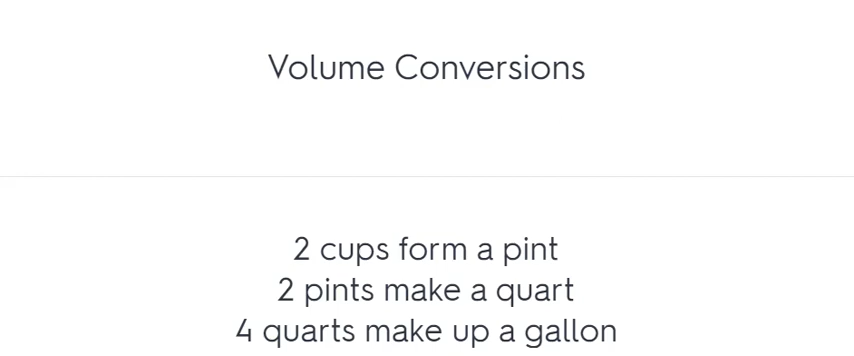 Volume Conversions
2 cups form a pint
2 pints make a quart
4 quarts make up a gallon